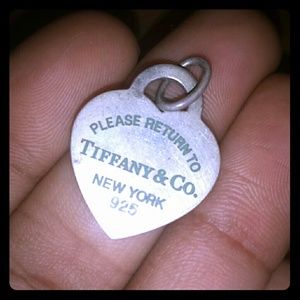 PLEASE RETURN TO
TIFFANY & CO.
NEW YORK
925